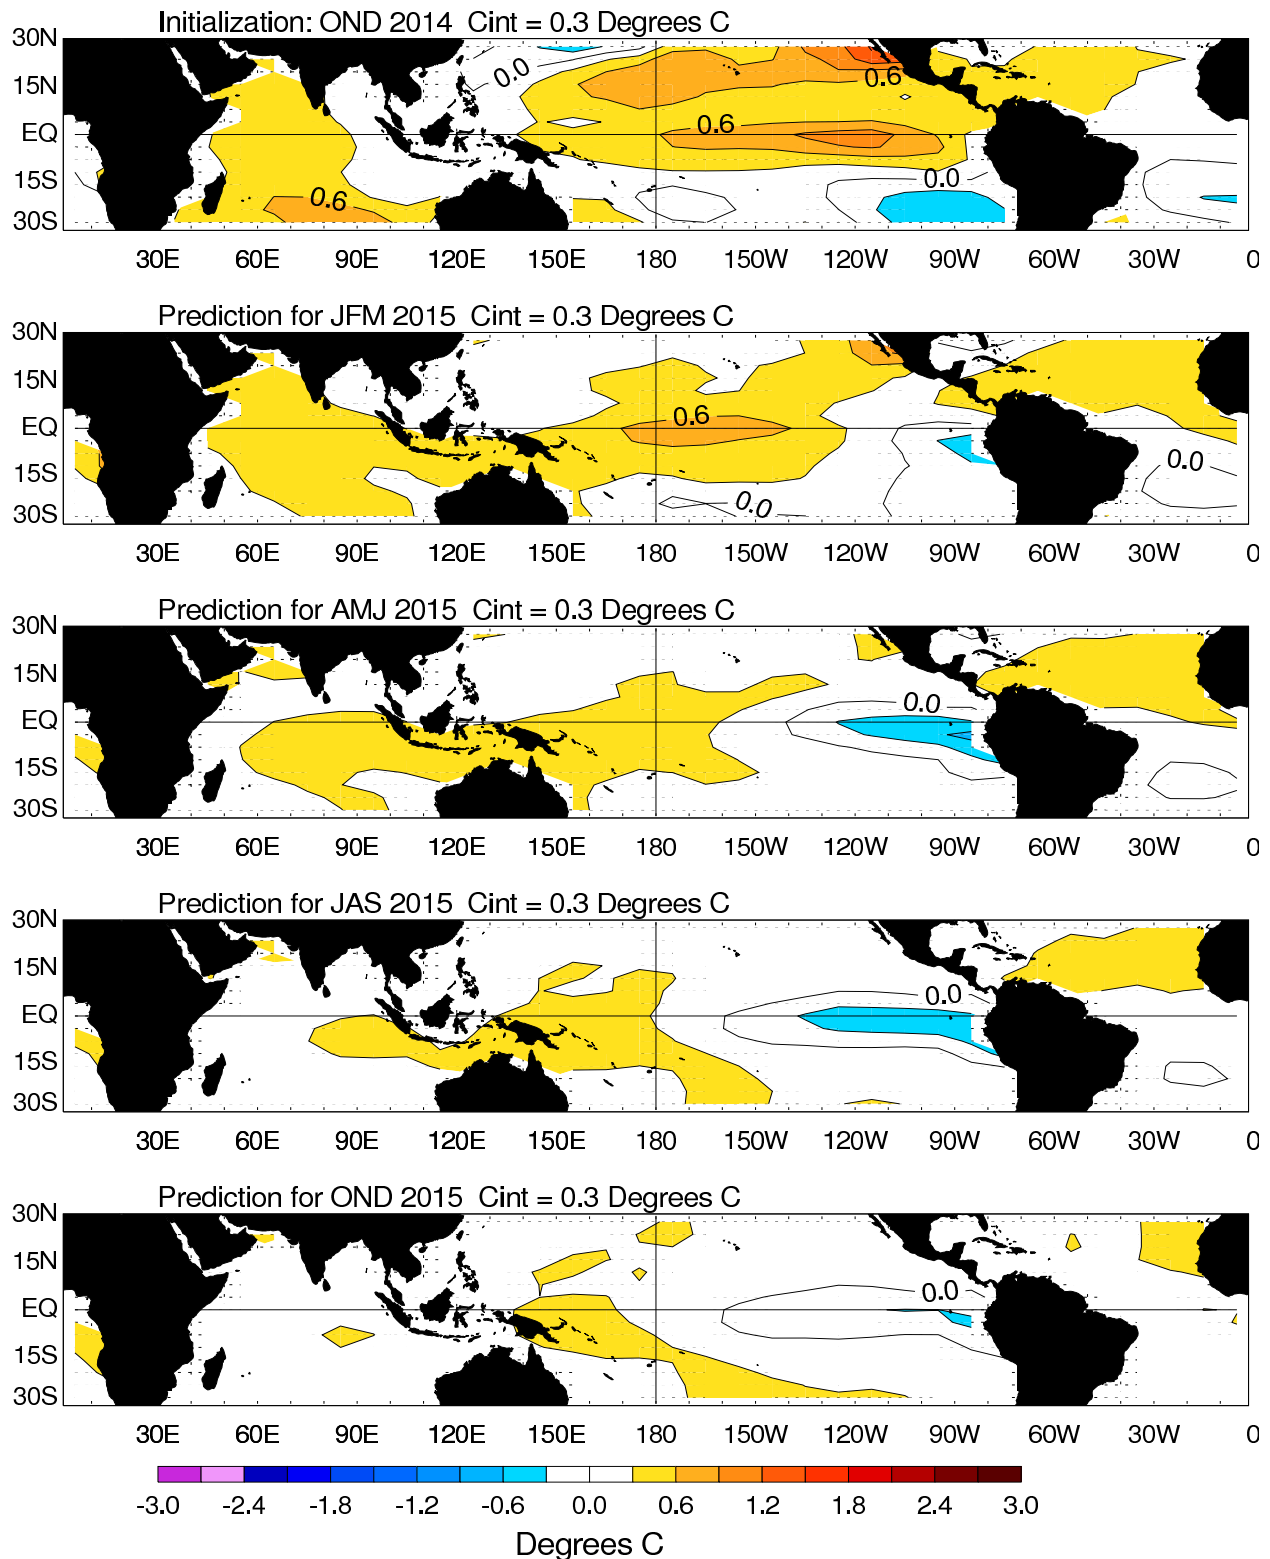 Initialization: OND 2014  Cint = 0.3 Degrees C
30N
15N
EQ
15S
30S
0.0
0.6
0.6
0.6
0.0
30E 60E 90E 120E 150E 180 150W 120W 90W 60W 30W 0
Prediction for JFM 2015  Cint = 0.3 Degrees C
30N
15N
EQ
15S
30S
0.6
0.0
0.0
30E 60E 90E 120E 150E 180 150W 120W 90W 60W 30W 0
Prediction for AMJ 2015  Cint = 0.3 Degrees C
30N
15N
EQ
15S
30S
0.0
30E 60E 90E 120E 150E 180 150W 120W 90W 60W 30W 0
Prediction for JAS 2015  Cint = 0.3 Degrees C
30N
15N
EQ
15S
30S
0.0
30E 60E 90E 120E 150E 180 150W 120W 90W 60W 30W 0
Prediction for OND 2015  Cint = 0.3 Degrees C
30N
15N
EQ
15S
30S
0.0
30E 60E 90E 120E 150E 180 150W 120W 90W 60W 30W 0
-3.0 -2.4 -1.8 -1.2 -0.6 0.0 0.6 1.2 1.8 2.4 3.0
Degrees C